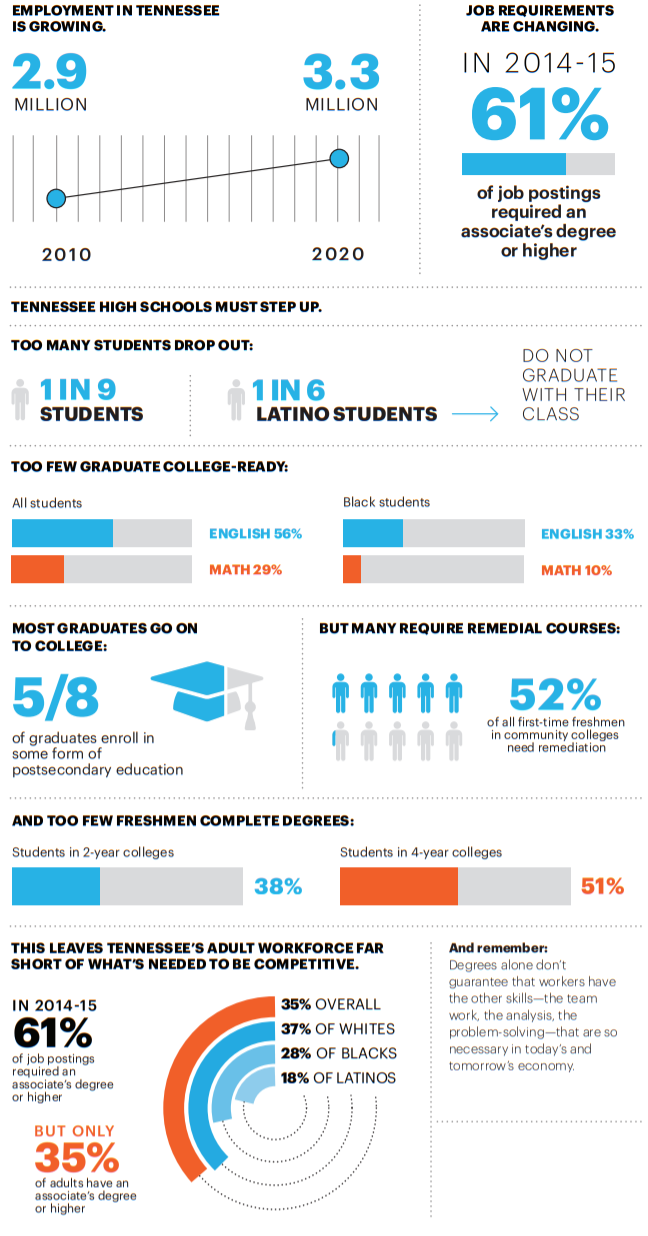 EMPLOYMENT IN TENNESSEE
IS GROWING.
2.9
MILLION
3.3
MILLION
2010
2020
JOB REQUIREMENTS
ARE CHANGING.
IN 2014-15
61%
of job postings
required an
associate's degree
or higher
TENNESSEE HIGH SCHOOLS MUST STEP UP.
TOO MANY STUDENTS DROP OUT:
1 IN 9
STUDENTS
1 IN 6
LATINO STUDENTS
DO NOT
GRADUATE
WITH THEIR
CLASS
TOO FEW GRADUATE COLLEGE-READY:
All students
ENGLISH 56%
MATH 29%
Black students
ENGLISH 33%
MATH 10%
MOST GRADUATES GO ON
TO COLLEGE:
5/8
of graduates enroll in
some form of
postsecondary education
BUT MANY REQUIRE REMEDIAL COURSES:
52%
of all first-time freshmen
in community colleges
need remediation
AND TOO FEW FRESHMEN COMPLETE DEGREES:
Students in 2-year colleges
38%
Students in 4-year colleges
51%
THIS LEAVES TENNESSEE'S ADULT WORKFORCE FAR
SHORT OF WHAT'S NEEDED TO BE COMPETITIVE.
IN 2014-15
61%
of job postings
required an
associate's degree
or higher
BUT ONLY
35%
of adults have an
associate's degree
or higher
35% OVERALL
37% OF WHITES
28% OF BLACKS
18% OF LATINOS
And remember:
Degrees alone don't
guarantee that workers have
the other skills—the team
work, the analysis, the
problem-solving—that are so
necessary in today's and
tomorrow's economy.